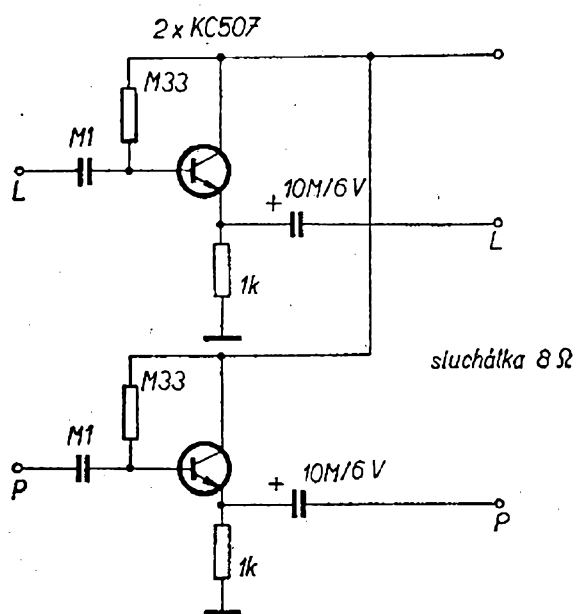 2 x KC507
M33
M1
L
10M/6V
+
L
1k
sluchátka 8 Ω
M33
M1
P
10M/6V
+
P
1k